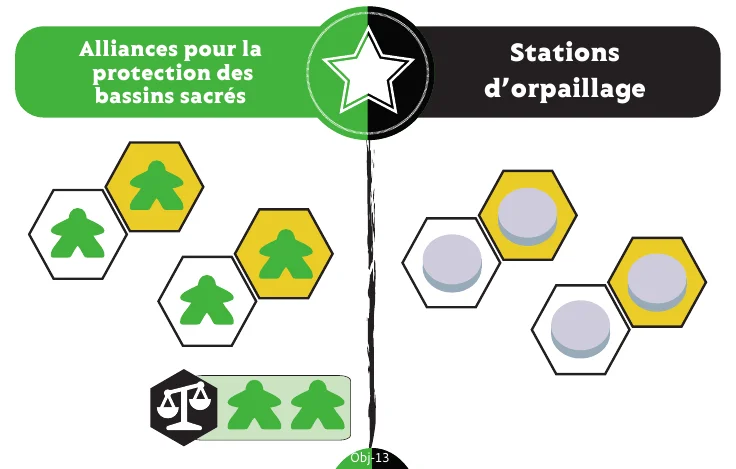 Alliances pour la
protection des
bassins sacrés
Stations
d’orpaillage
Obj-13